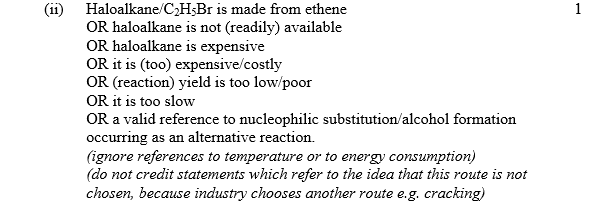 (ii) Haloalkane/C₂H₅Br is made from ethene 1
OR haloalkane is not (readily) available
OR haloalkane is expensive
OR it is (too) expensive/costly
OR (reaction) yield is too low/poor
OR it is too slow
OR a valid reference to nucleophilic substitution/alcohol formation
occurring as an alternative reaction.
(ignore references to temperature or to energy consumption)
(do not credit statements which refer to the idea that this route is not
chosen, because industry chooses another route e.g. cracking)